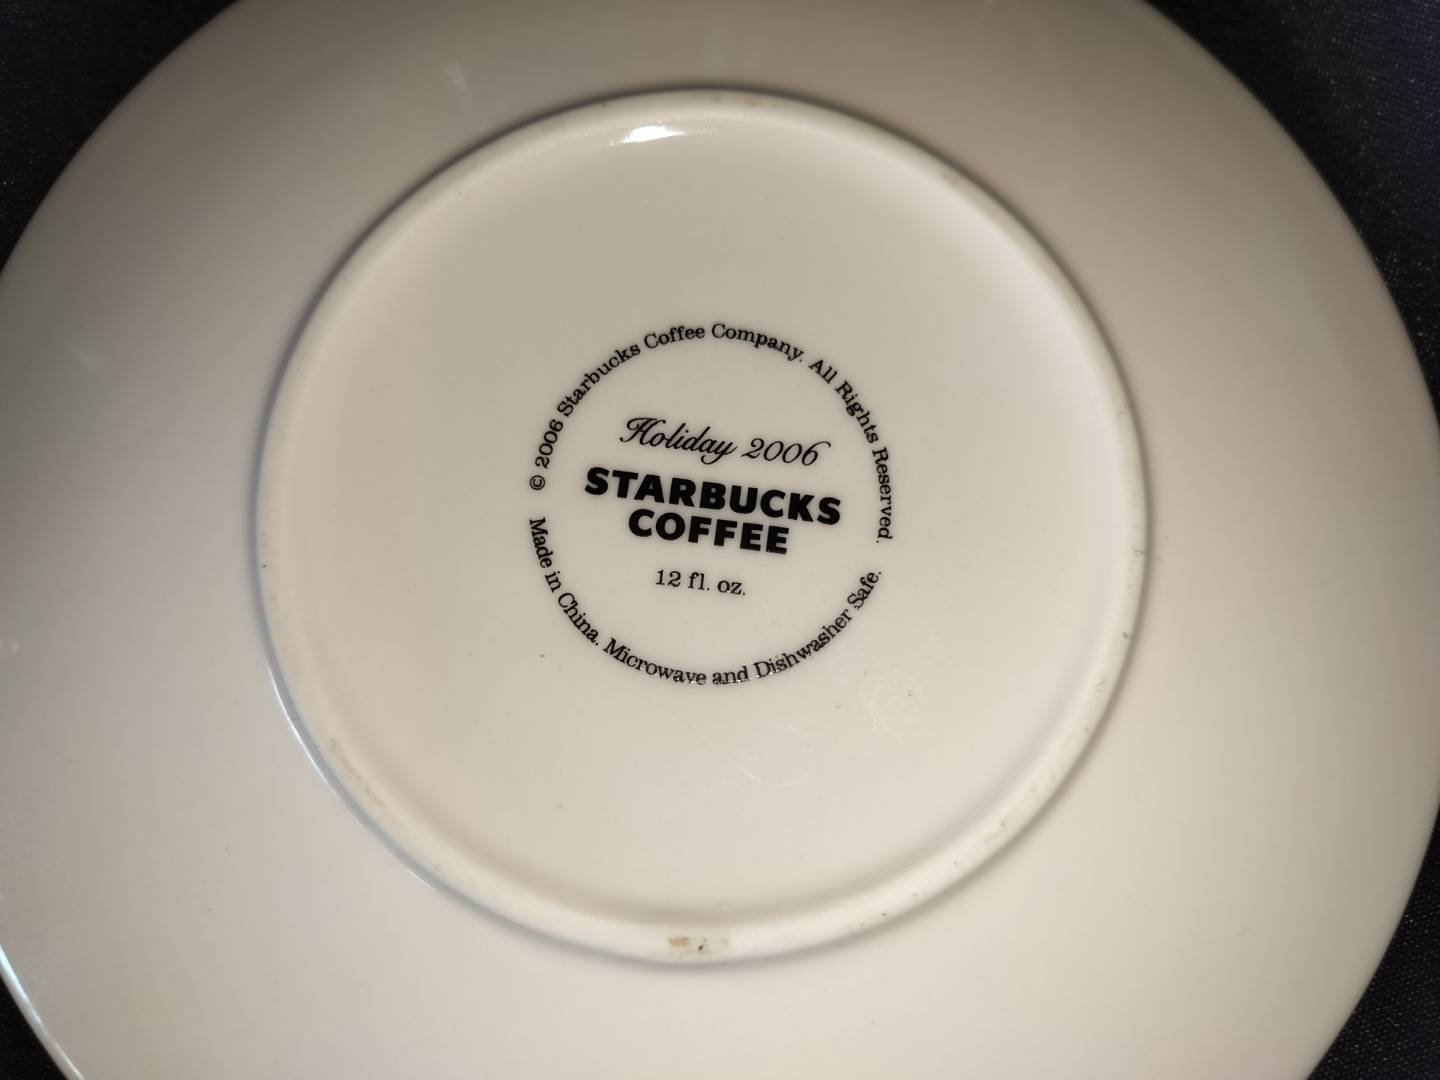 © 2006 Starbucks Coffee Company. All Rights Reserved.
Holiday 2006
STARBUCKS
COFFEE
12 fl. oz.
Made in China. Microwave and Dishwasher Safe.